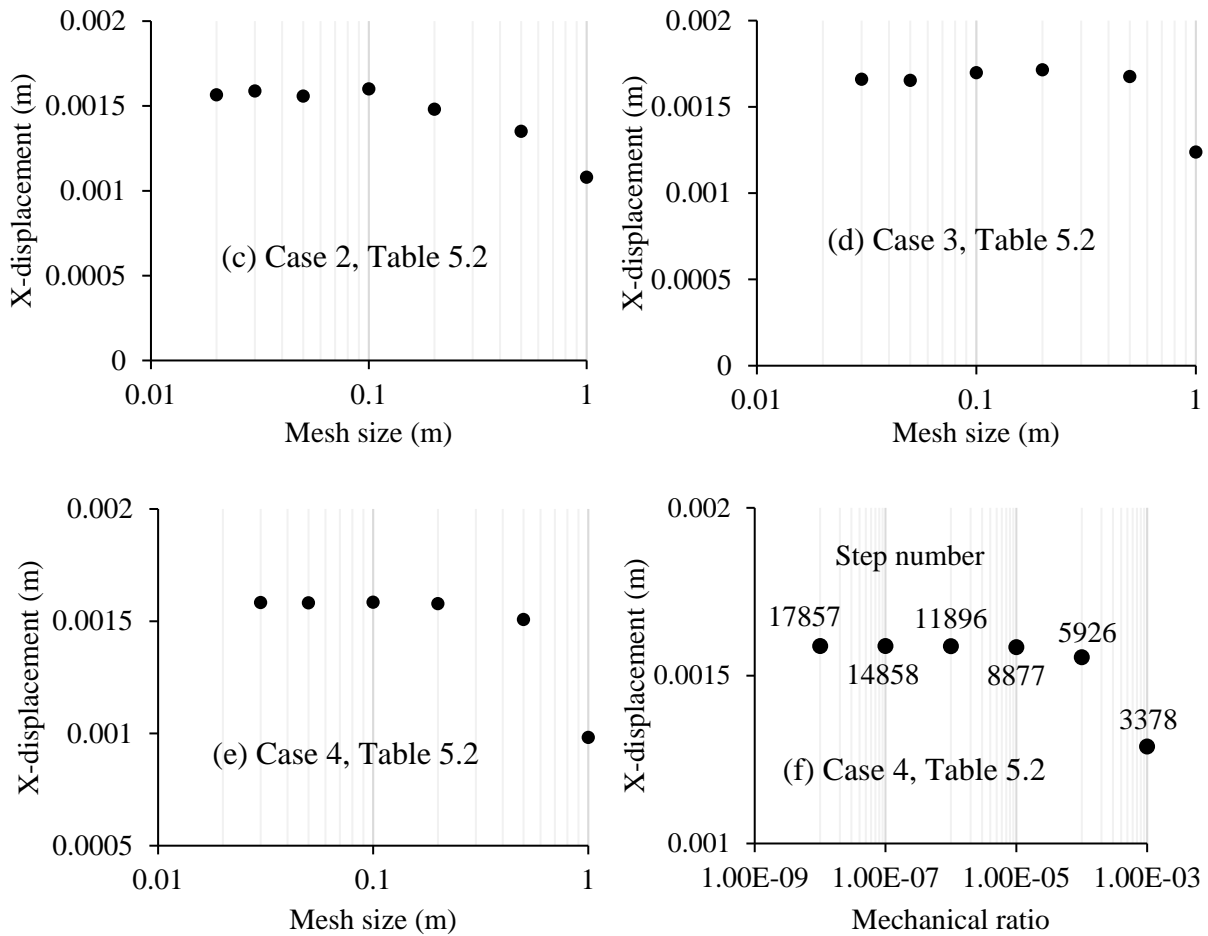 0.002
0.0015
0.001
0.0005
0
X-displacement (m)
(c) Case 2, Table 5.2
0.01
0.1
1
Mesh size (m)
0.002
0.0015
0.001
0.0005
0
X-displacement (m)
(d) Case 3, Table 5.2
0.01
0.1
1
Mesh size (m)
0.002
0.0015
0.001
0.0005
X-displacement (m)
(e) Case 4, Table 5.2
0.01
0.1
1
Mesh size (m)
0.002
0.0015
0.001
X-displacement (m)
Step number
17857
14858
11896
8877
5926
3378
(f) Case 4, Table 5.2
1.00E-09
1.00E-07
1.00E-05
1.00E-03
Mechanical ratio